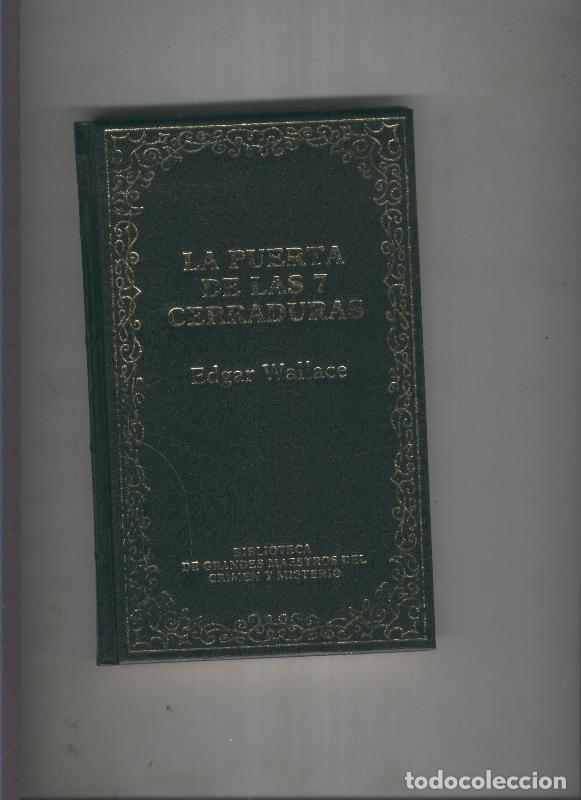 LA PUERTA
DE LAS 7
CERRADURAS
Edgar Wallace
BIBLIOTECA
DE GRANDES MAESTROS DEL
CRIMEN Y MISTERIO
todocoleccion